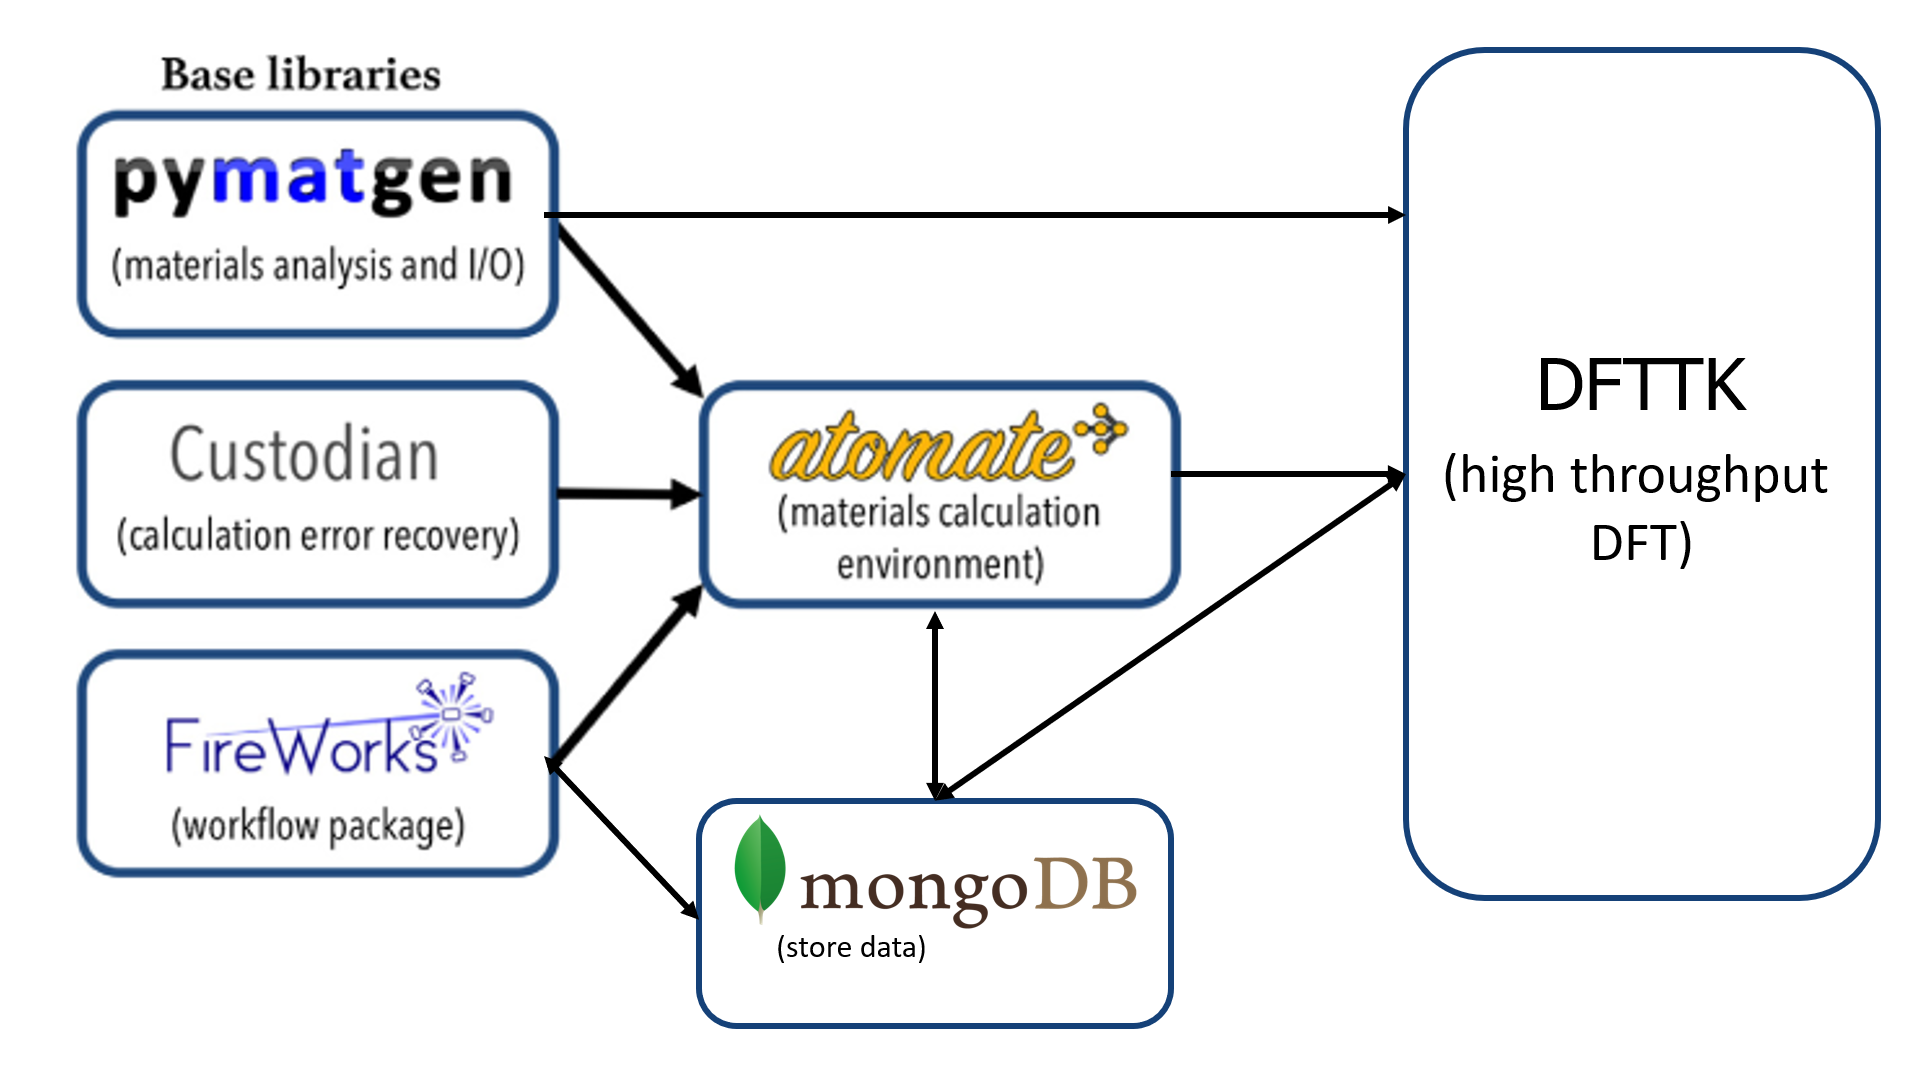 Base libraries
pymatgen
(materials analysis and I/O)
Custodian
(calculation error recovery)
FireWorks
(workflow package)
atomate
(materials calculation
environment)
mongoDB
(store data)
DFTTK
(high throughput
DFT)